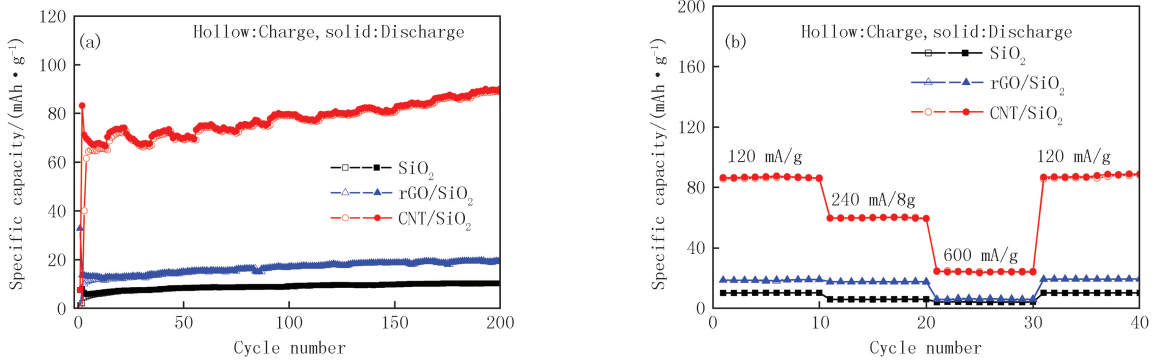 (a)
Hollow:Charge, solid:Discharge
SiO2
rGO/SiO2
CNT/SiO2
Specific capacity/(mAh·g-1)
120
100
80
60
40
20
0
0
50
100
150
200
Cycle number
(b)
Hollow:Charge, solid:Discharge
SiO2
rGO/SiO2
CNT/SiO2
120 mA/g
240 mA/8g
600 mA/g
120 mA/g
Specific capacity/(mAh·g-1)
200
160
120
80
40
0
0
10
20
30
40
Cycle number